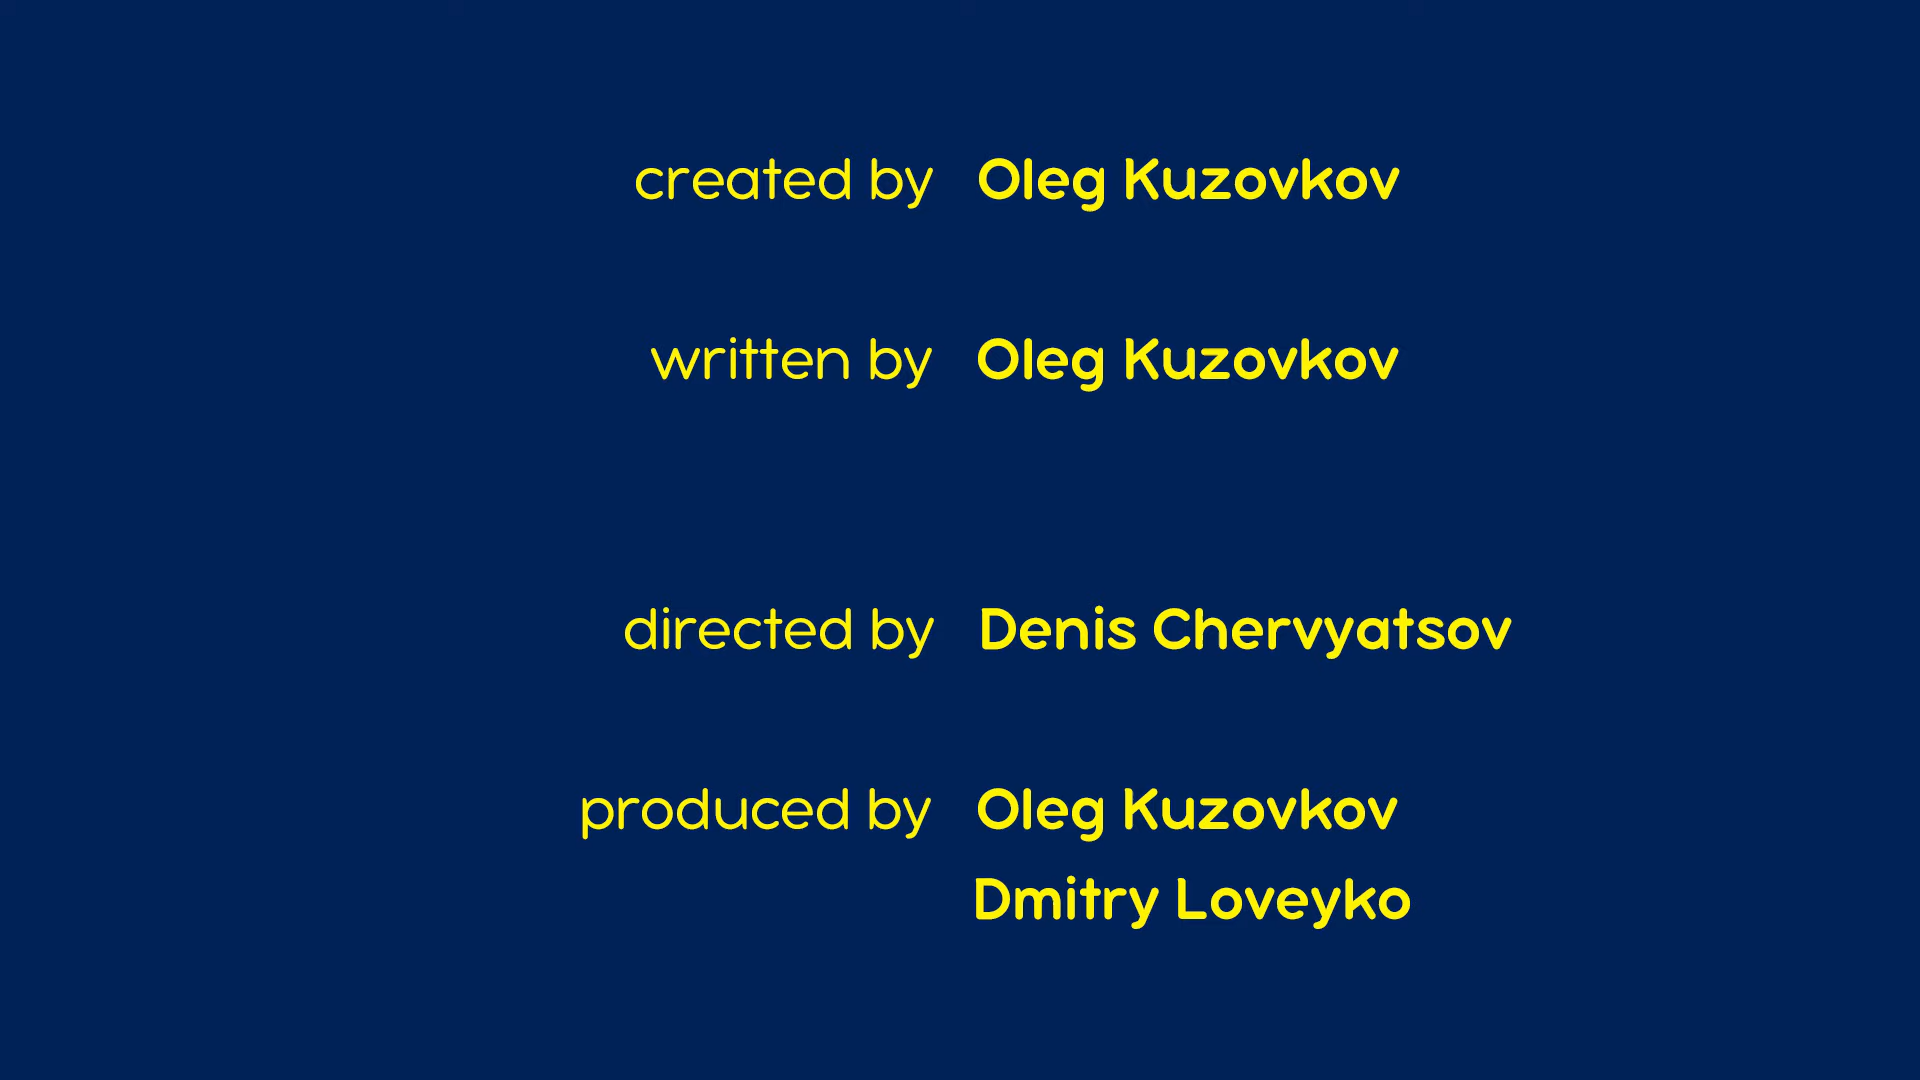 created by Oleg Kuzovkov
written by Oleg Kuzovkov
directed by Denis Chervyatsov
produced by Oleg Kuzovkov
Dmitry Loveyko